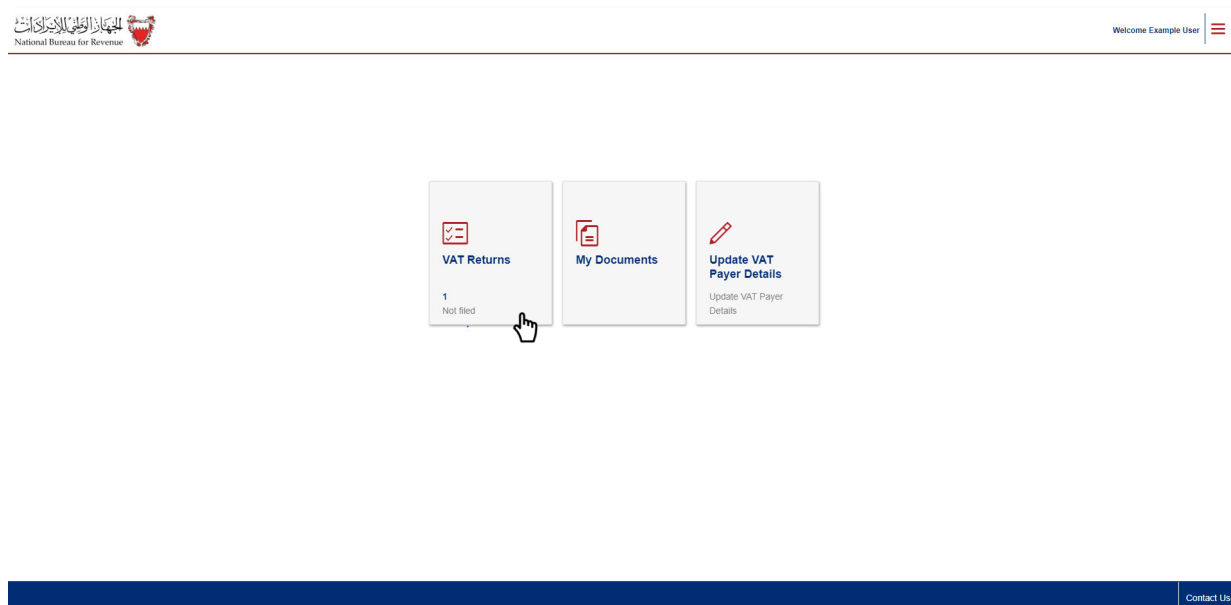 الجهاز الوطني للإيرادات
National Bureau for Revenue
Welcome Example User
VAT Returns
1
Not filed
My Documents
Update VAT
Payer Details
Update VAT Payer
Details
Contact Us